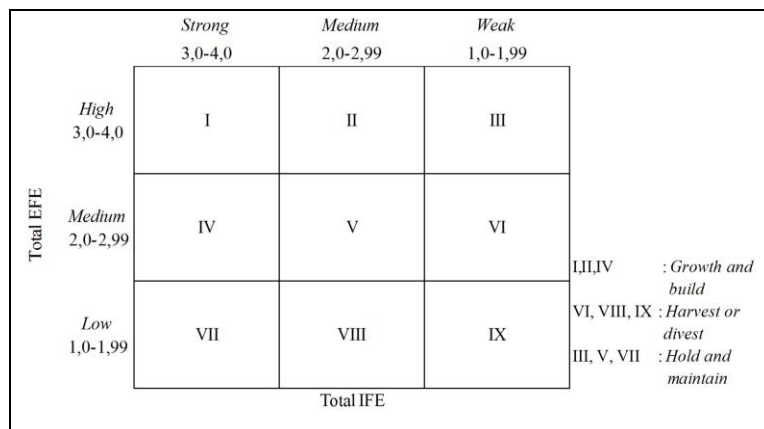 Strong Medium Weak
3,0-4,0 2,0-2,99 1,0-1,99
High
3,0-4,0
I II III
Total EFE
Medium
2,0-2,99
IV V VI
I,II,IV : Growth and
build
VI, VIII, IX : Harvest or
divest
III, V, VII : Hold and
maintain
Low
1,0-1,99
VII VIII IX
Total IFE